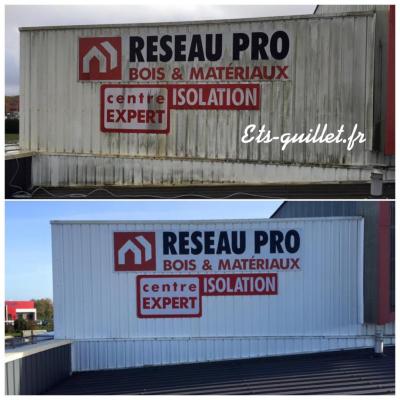 RESEAU PRO
BOIS & MATÉRIAUX
centre
EXPERT
ISOLATION
Ets-guillet.fr
RESEAU PRO
BOIS & MATÉRIAUX
centre
EXPERT
ISOLATION